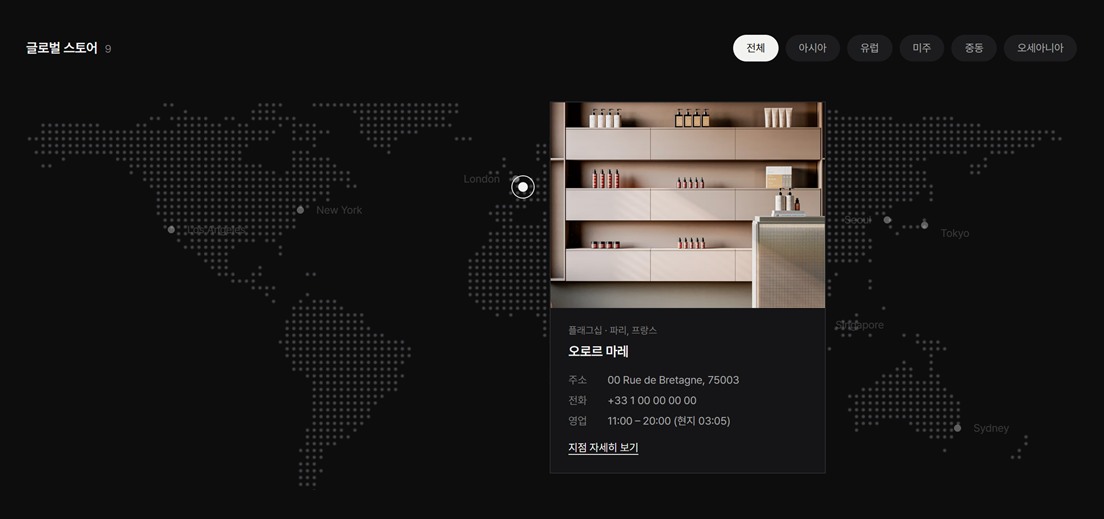 글로벌 스토어 9
전체 아시아 유럽 미주 중동 오세아니아
London
New York
Los Angeles
Seoul
Tokyo
Singapore
플래그십 · 파리, 프랑스
오로르 마레
주소 00 Rue de Bretagne, 75003
전화 +33 1 00 00 00 00
영업 11:00 – 20:00 (현지 03:05)
지점 자세히 보기
Sydney